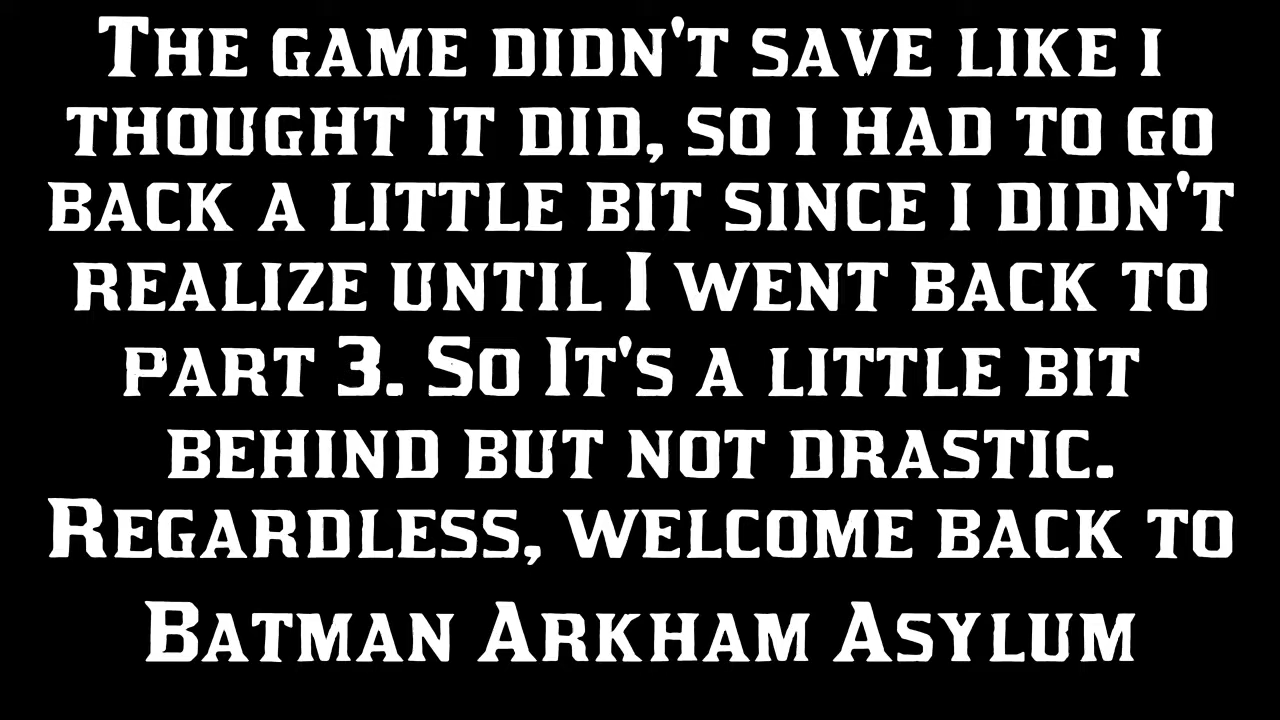 The game didn't save like i
thought it did, so i had to go
back a little bit since i didn't
realize until I went back to
part 3. So It's a little bit
behind but not drastic.
Regardless, welcome back to
Batman Arkham Asylum